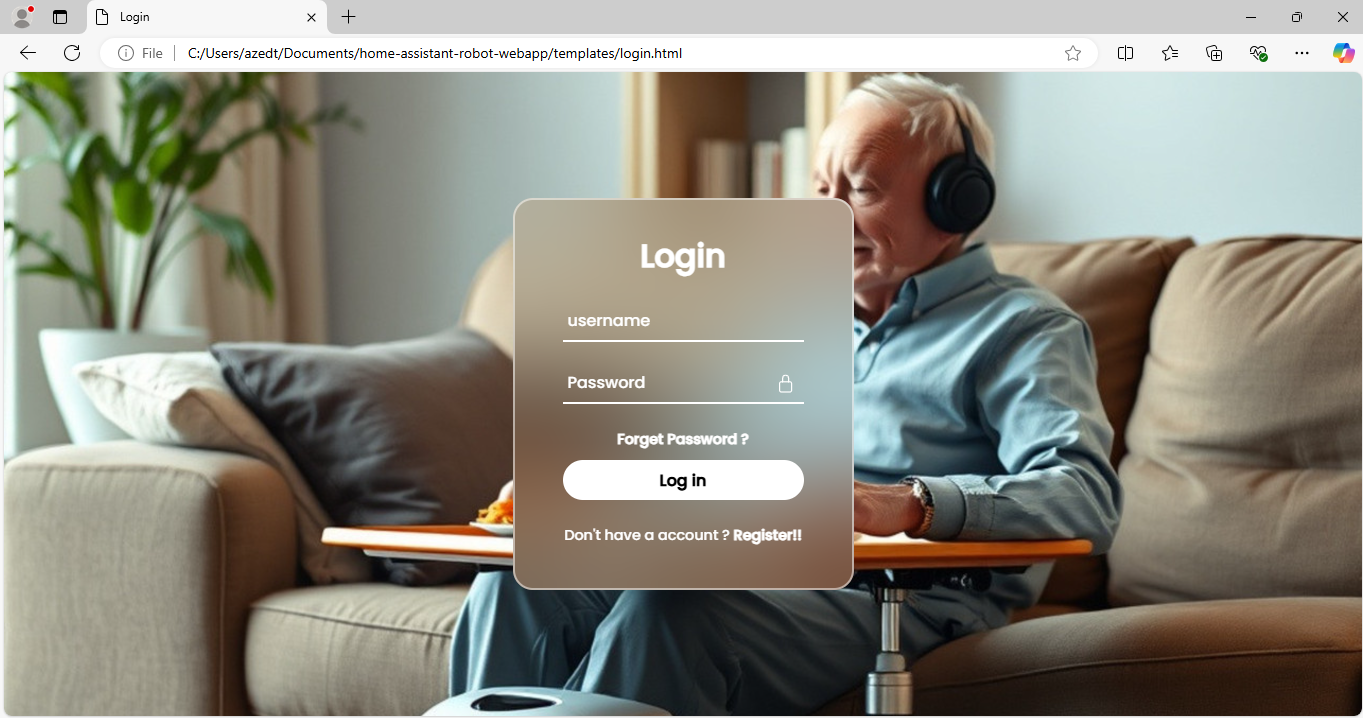 Login
File
C:/Users/azedt/Documents/home-assistant-robot-webapp/templates/login.html
Login
username
Password
Forget Password ?
Log in
Don't have a account ? Register!!